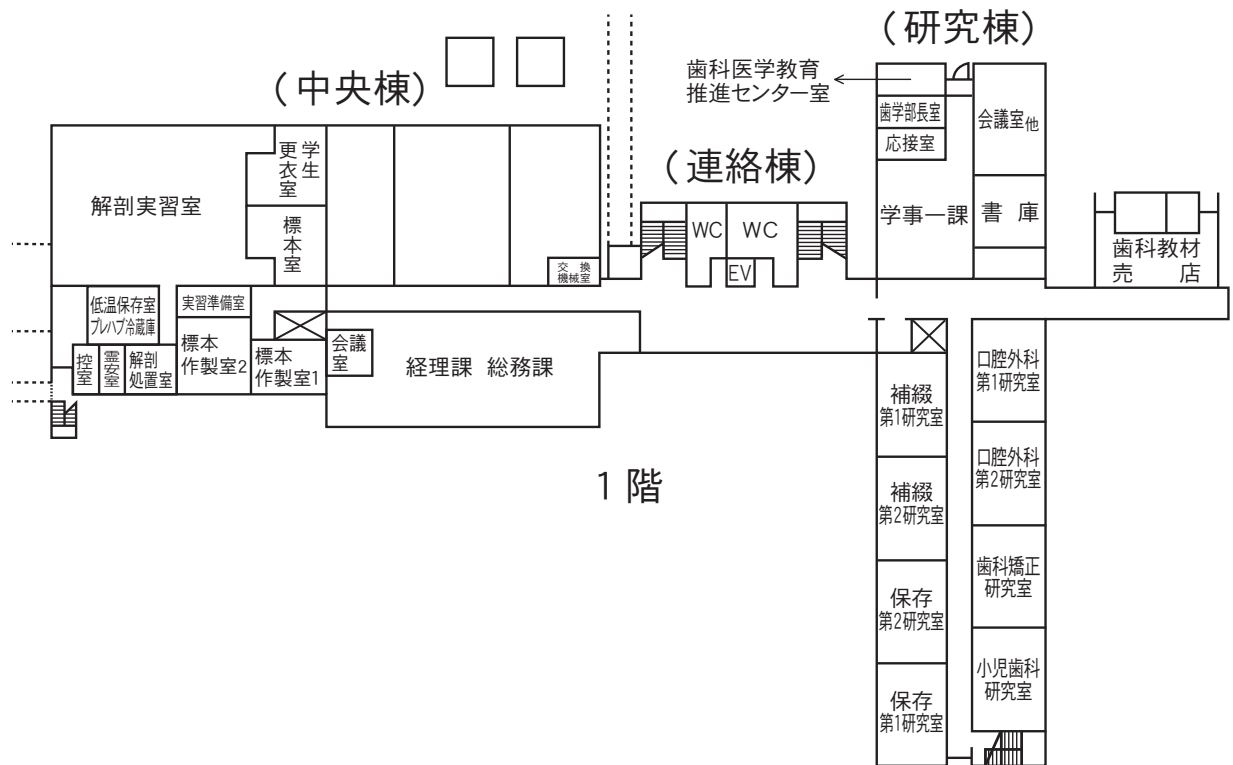 （研究棟）
（中央棟）
歯科医学教育
推進センター室
歯学部長室
応接室
会議室他
（連絡棟）
学生
更衣室
解剖実習室
標本室
WC
WC
学事一課
書庫
EV
歯科教材
売店
交換
機械室
低温保存室
プレハブ冷蔵庫
実習準備室
控室
霊安室
解剖
処置室
標本
作製室2
標本
作製室1
会議
室
経理課 総務課
口腔外科
第1研究室
補綴
第1研究室
口腔外科
第2研究室
1階
補綴
第2研究室
歯科矯正
研究室
保存
第2研究室
小児歯科
研究室
保存
第1研究室